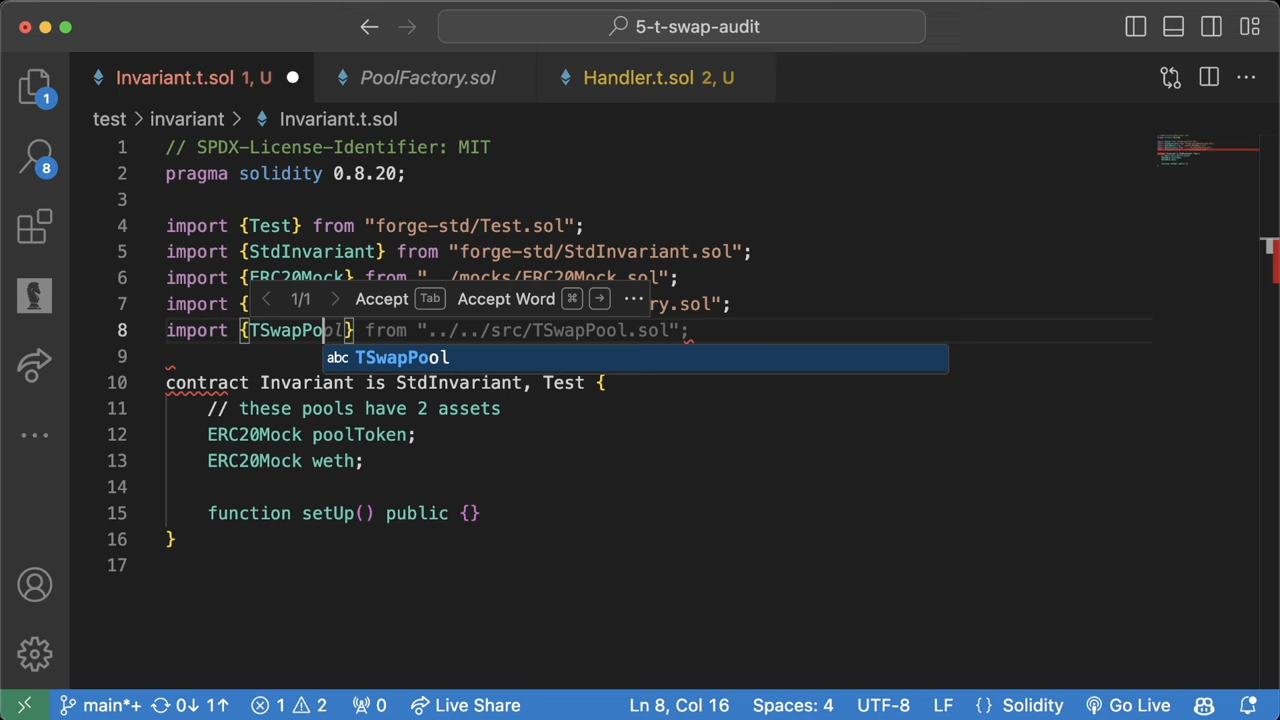 5-t-swap-audit
Invariant.t.sol 1, U
PoolFactory.sol
Handler.t.sol 2, U
test > invariant > Invariant.t.sol
1
8
1 // SPDX-License-Identifier: MIT
2 pragma solidity 0.8.20;
3
4 import {Test} from "forge-std/Test.sol";
5 import {StdInvariant} from "forge-std/StdInvariant.sol";
6 import {ERC20Mock} from "../mocks/ERC20Mock.sol";
7 import { ry.sol";
< 1/1 > Accept Tab Accept Word ⌘ → ···
8 import {TSwapPool} from "../../src/TSwapPool.sol";
abc TSwapPool
9
10 contract Invariant is StdInvariant, Test {
11 // these pools have 2 assets
12 ERC20Mock poolToken;
13 ERC20Mock weth;
14
15 function setUp() public {}
16 }
17
main*+ 0↓ 1↑ 1 2 0 Live Share Ln 8, Col 16 Spaces: 4 UTF-8 LF {} Solidity Go Live